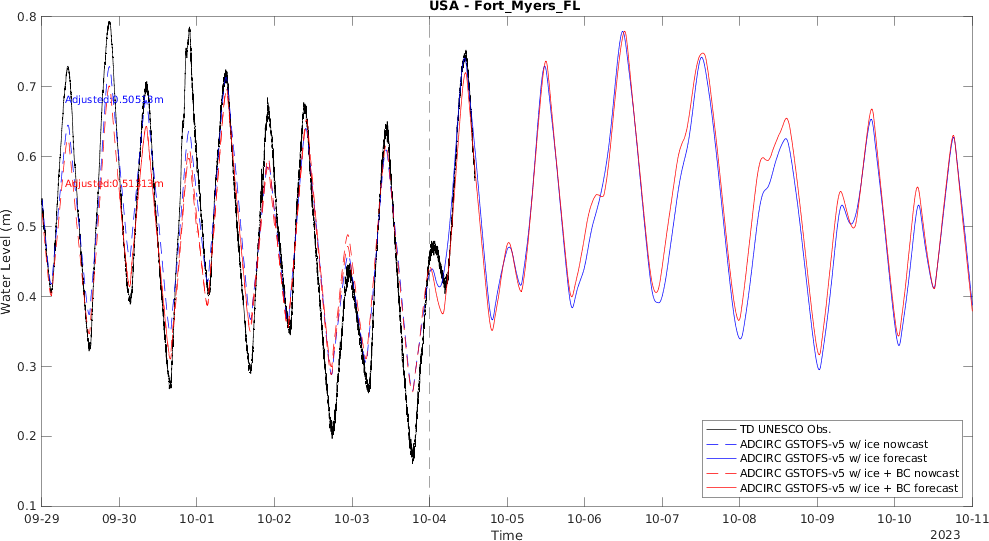 USA - Fort_Myers_FL
0.8
0.7
0.6
0.5
0.4
0.3
0.2
0.1
Water Level (m)
Adjusted:0.50513m
Adjusted:0.51313m
TD UNESCO Obs.
ADCIRC GSTOFS-v5 w/ ice nowcast
ADCIRC GSTOFS-v5 w/ ice forecast
ADCIRC GSTOFS-v5 w/ ice + BC nowcast
ADCIRC GSTOFS-v5 w/ ice + BC forecast
09-29 09-30 10-01 10-02 10-03 10-04 10-05 10-06 10-07 10-08 10-09 10-10 10-11
Time
2023